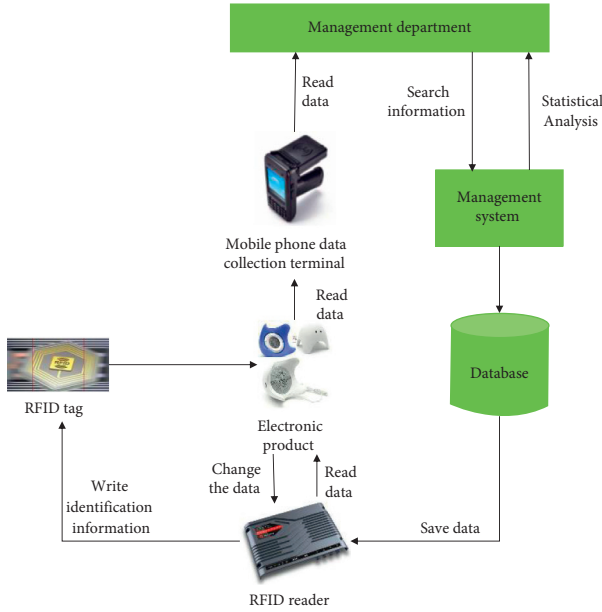 Management department
Read
data
Search
information
Statistical
Analysis
Management
system
Mobile phone data
collection terminal
Read
data
Database
RFID tag
Electronic
product
Change
the data
Read
data
Write
identification
information
Save data
RFID reader